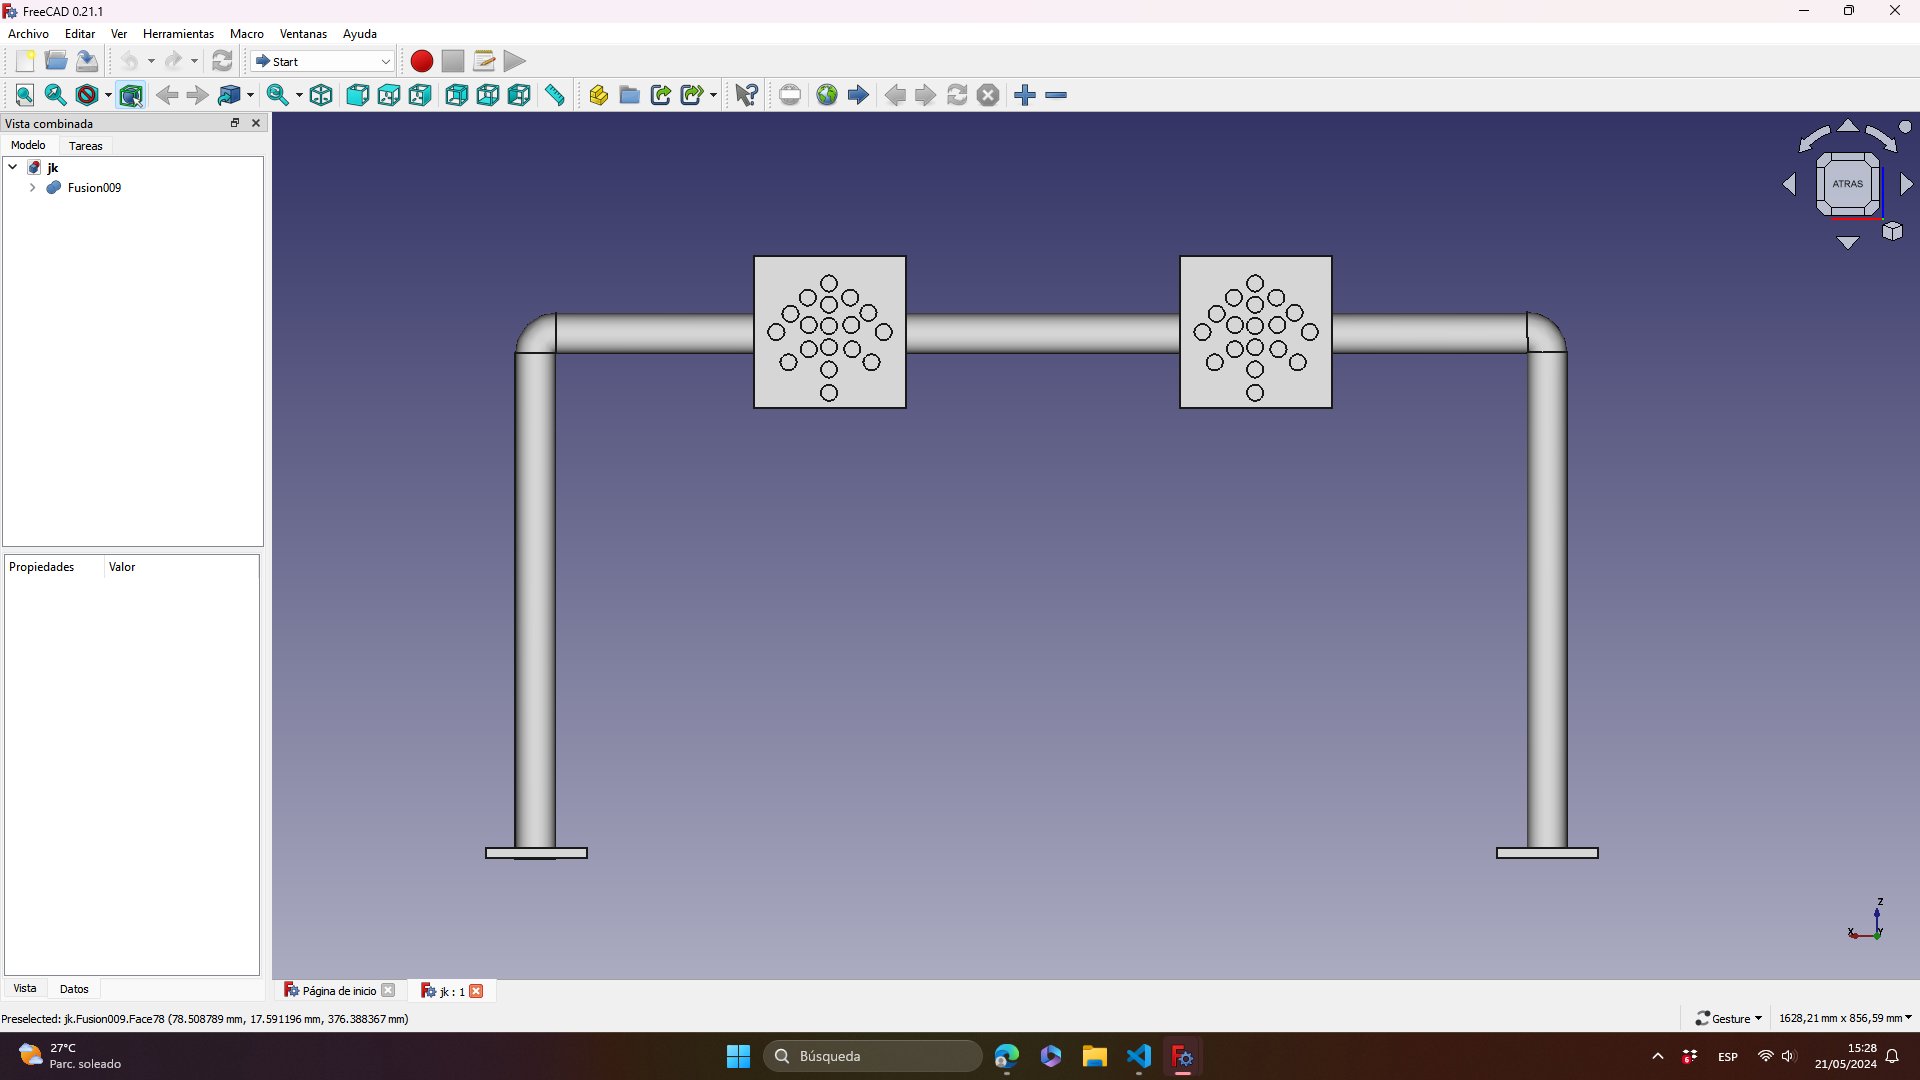 FreeCAD 0.21.1
Archivo Editar Ver Herramientas Macro Ventanas Ayuda
Start
Vista combinada
Modelo Tareas
jk
Fusion009
ATRAS
Propiedades Valor
Z
X Y
Vista Datos
Página de inicio jk : 1
Preselected: jk.Fusion009.Face78 (78.508789 mm, 17.591196 mm, 376.388367 mm)
Gesture 1628,21 mm x 856,59 mm
27°C
Parc. soleado
Búsqueda
6
ESP
15:28
21/05/2024